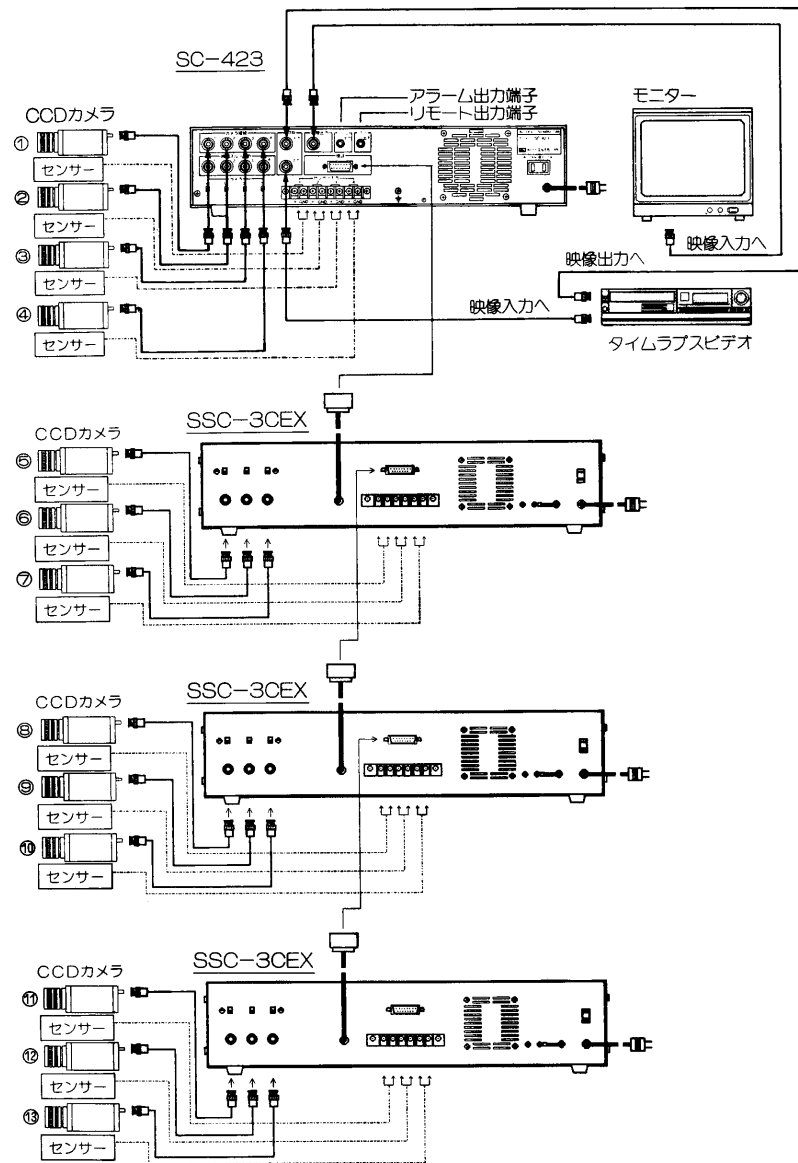 SC-423
アラーム出力端子
リモート出力端子
モニター
CCDカメラ
①
センサー
②
センサー
③
センサー
④
センサー
映像入力へ
映像出力へ
映像入力へ
タイムラプスビデオ
SSC-3CEX
CCDカメラ
⑤
センサー
⑥
センサー
⑦
センサー
SSC-3CEX
CCDカメラ
⑧
センサー
⑨
センサー
⑩
センサー
SSC-3CEX
CCDカメラ
⑪
センサー
⑫
センサー
⑬
センサー